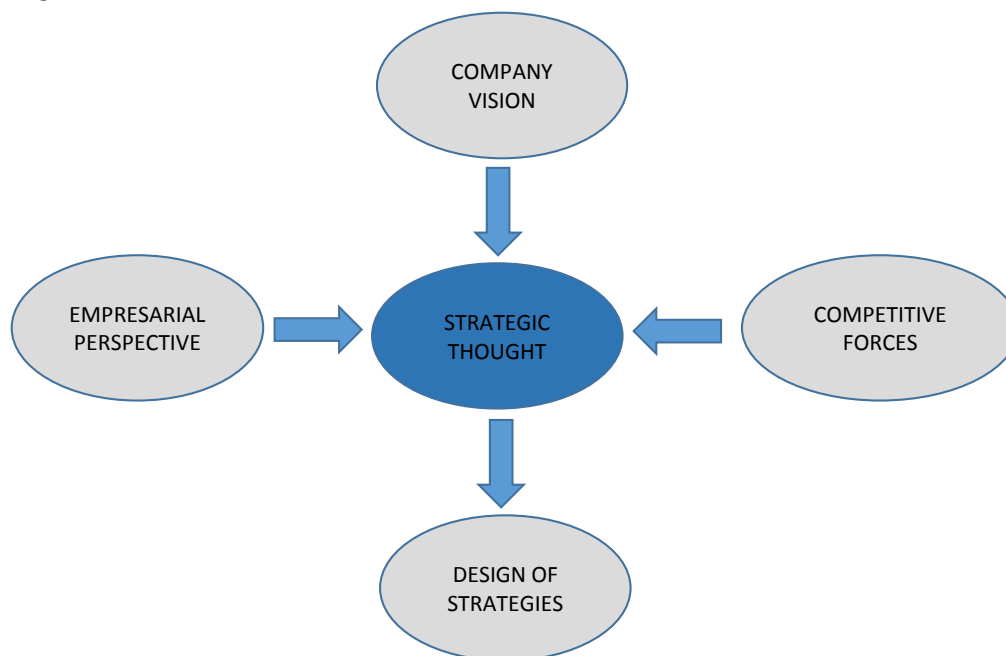 COMPANY
VISION
EMPRESARIAL
PERSPECTIVE
STRATEGIC
THOUGHT
COMPETITIVE
FORCES
DESIGN OF
STRATEGIES